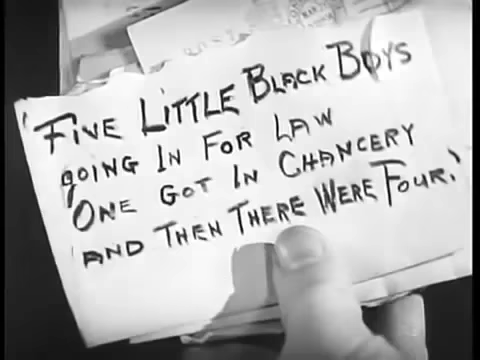 'FIVE LITTLE BLACK BOYS
GOING IN FOR LAW
ONE GOT IN CHANCERY
AND THEN THERE WERE FOUR.'